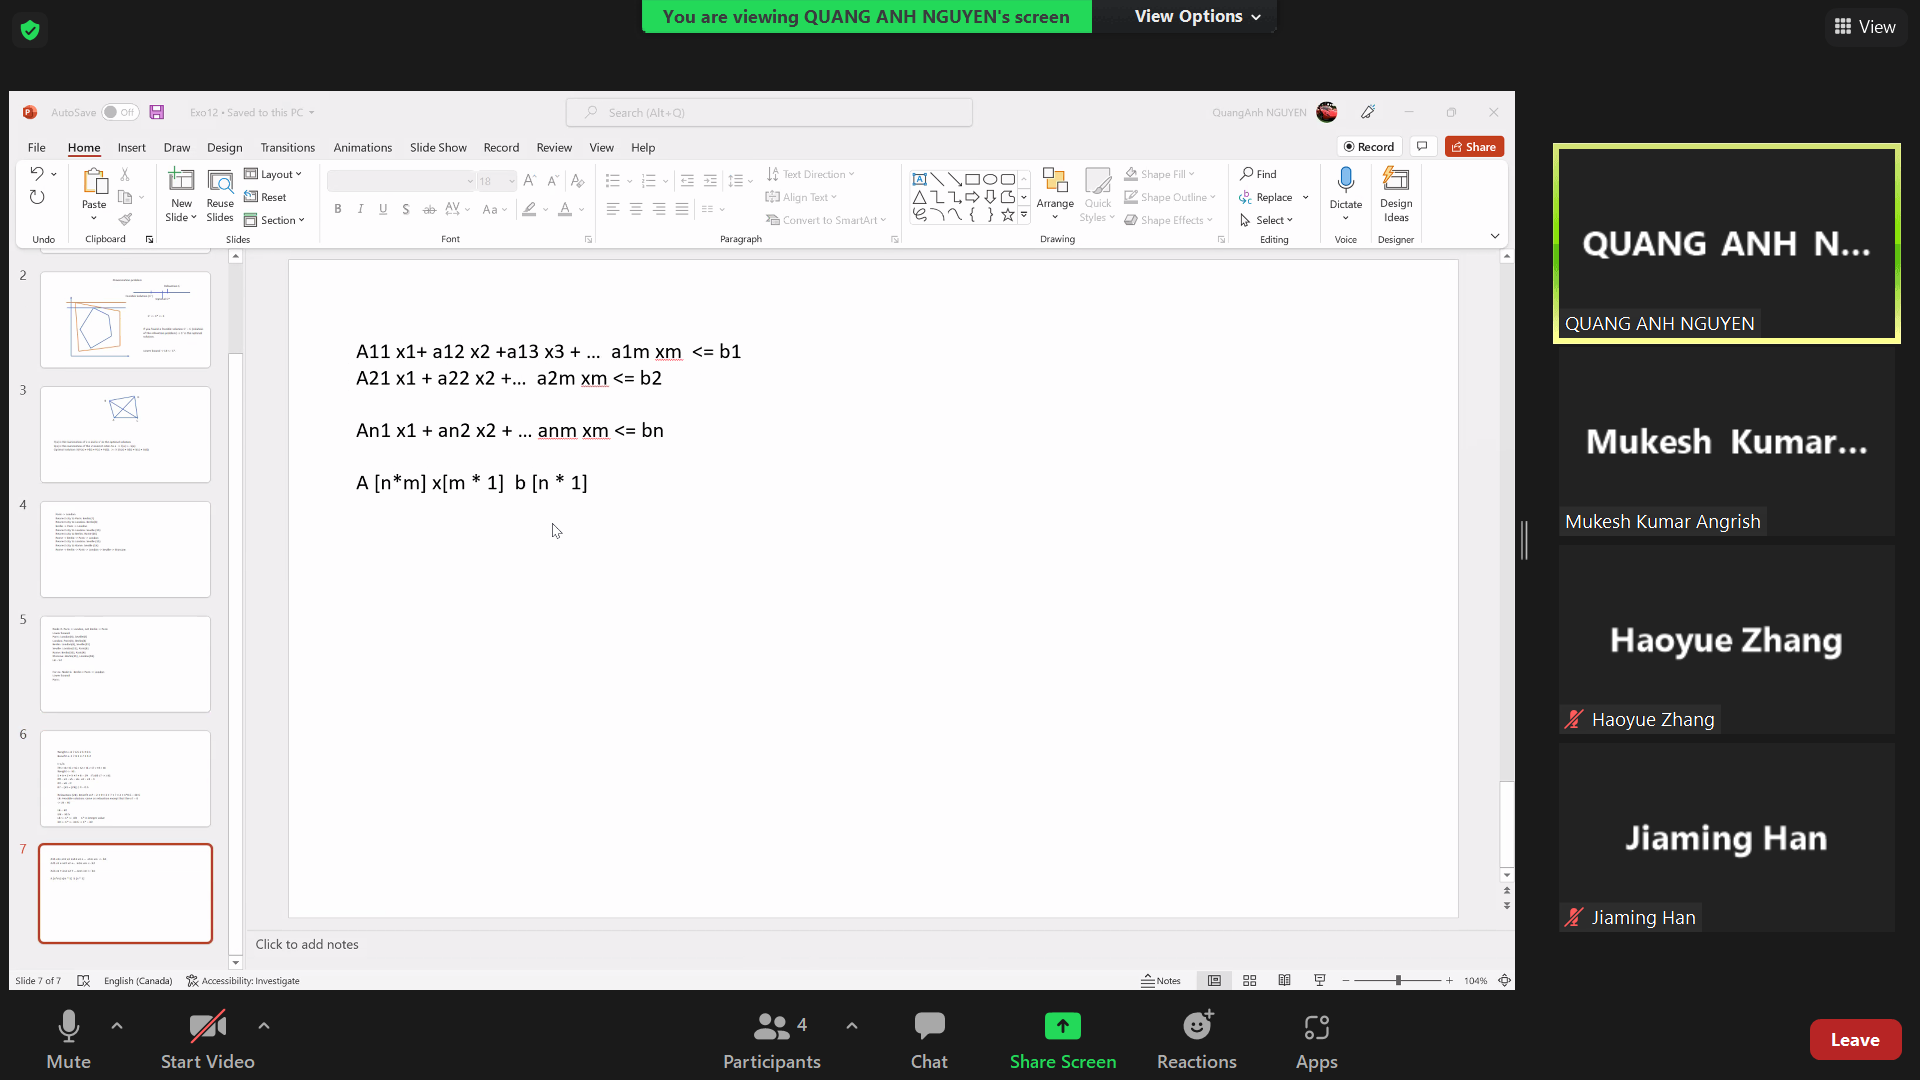 You are viewing QUANG ANH NGUYEN's screen
View Options
View
AutoSave
Off
Exo12 • Saved to this PC
Search (Alt+Q)
QuangAnh NGUYEN
File
Home
Insert
Draw
Design
Transitions
Animations
Slide Show
Record
Review
View
Help
Record
Share
Paste
New
Slide
Reuse
Slides
Layout
Reset
Section
18
Text Direction
Align Text
Convert to SmartArt
Arrange
Quick
Styles
Shape Fill
Shape Outline
Shape Effects
Find
Replace
Select
Dictate
Design
Ideas
Undo
Clipboard
Slides
Font
Paragraph
Drawing
Editing
Voice
Designer
2
3
4
5
6
7
A11 x1+ a12 x2 +a13 x3 + ... a1m xm <= b1
A21 x1 + a22 x2 +... a2m xm <= b2
An1 x1 + an2 x2 + ... anm xm <= bn
A [n*m] x[m * 1] b [n * 1]
Click to add notes
Slide 7 of 7
English (Canada)
Accessibility: Investigate
Notes
104%
QUANG ANH N...
QUANG ANH NGUYEN
Mukesh Kumar...
Mukesh Kumar Angrish
Haoyue Zhang
Haoyue Zhang
Jiaming Han
Jiaming Han
Mute
Start Video
4
Participants
Chat
Share Screen
Reactions
Apps
Leave